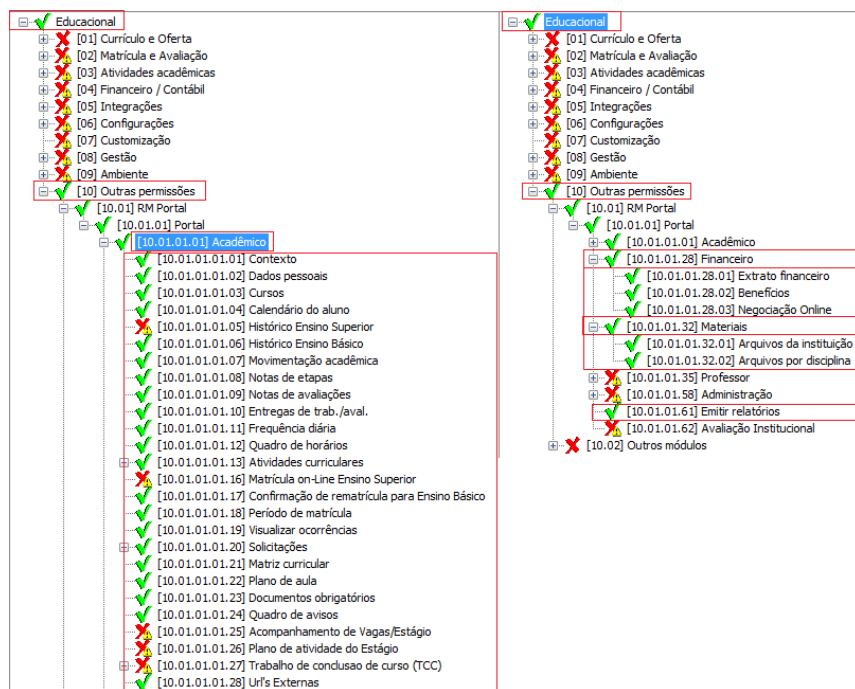 Educacional
[01] Currículo e Oferta
[02] Matrícula e Avaliação
[03] Atividades acadêmicas
[04] Financeiro / Contábil
[05] Integrações
[06] Configurações
[07] Customização
[08] Gestão
[09] Ambiente
[10] Outras permissões
[10.01] RM Portal
[10.01.01] Portal
[10.01.01.01] Acadêmico
[10.01.01.01.01] Contexto
[10.01.01.01.02] Dados pessoais
[10.01.01.01.03] Cursos
[10.01.01.01.04] Calendário do aluno
[10.01.01.01.05] Histórico Ensino Superior
[10.01.01.01.06] Histórico Ensino Básico
[10.01.01.01.07] Movimentação acadêmica
[10.01.01.01.08] Notas de etapas
[10.01.01.01.09] Notas de avaliações
[10.01.01.01.10] Entregas de trab./aval.
[10.01.01.01.11] Frequência diária
[10.01.01.01.12] Quadro de horários
[10.01.01.01.13] Atividades curriculares
[10.01.01.01.16] Matrícula on-Line Ensino Superior
[10.01.01.01.17] Confirmação de rematrícula para Ensino Básico
[10.01.01.01.18] Período de matrícula
[10.01.01.01.19] Visualizar ocorrências
[10.01.01.01.20] Solicitações
[10.01.01.01.21] Matriz curricular
[10.01.01.01.22] Plano de aula
[10.01.01.01.23] Documentos obrigatórios
[10.01.01.01.24] Quadro de avisos
[10.01.01.01.25] Acompanhamento de Vagas/Estágio
[10.01.01.01.26] Plano de atividade do Estágio
[10.01.01.01.27] Trabalho de conclusao de curso (TCC)
[10.01.01.01.28] Url's Externas
Educacional
[01] Currículo e Oferta
[02] Matrícula e Avaliação
[03] Atividades acadêmicas
[04] Financeiro / Contábil
[05] Integrações
[06] Configurações
[07] Customização
[08] Gestão
[09] Ambiente
[10] Outras permissões
[10.01] RM Portal
[10.01.01] Portal
[10.01.01.01] Acadêmico
[10.01.01.28] Financeiro
[10.01.01.28.01] Extrato financeiro
[10.01.01.28.02] Benefícios
[10.01.01.28.03] Negociação Online
[10.01.01.32] Materiais
[10.01.01.32.01] Arquivos da instituição
[10.01.01.32.02] Arquivos por disciplina
[10.01.01.35] Professor
[10.01.01.58] Administração
[10.01.01.61] Emitir relatórios
[10.01.01.62] Avaliação Institucional
[10.02] Outros módulos